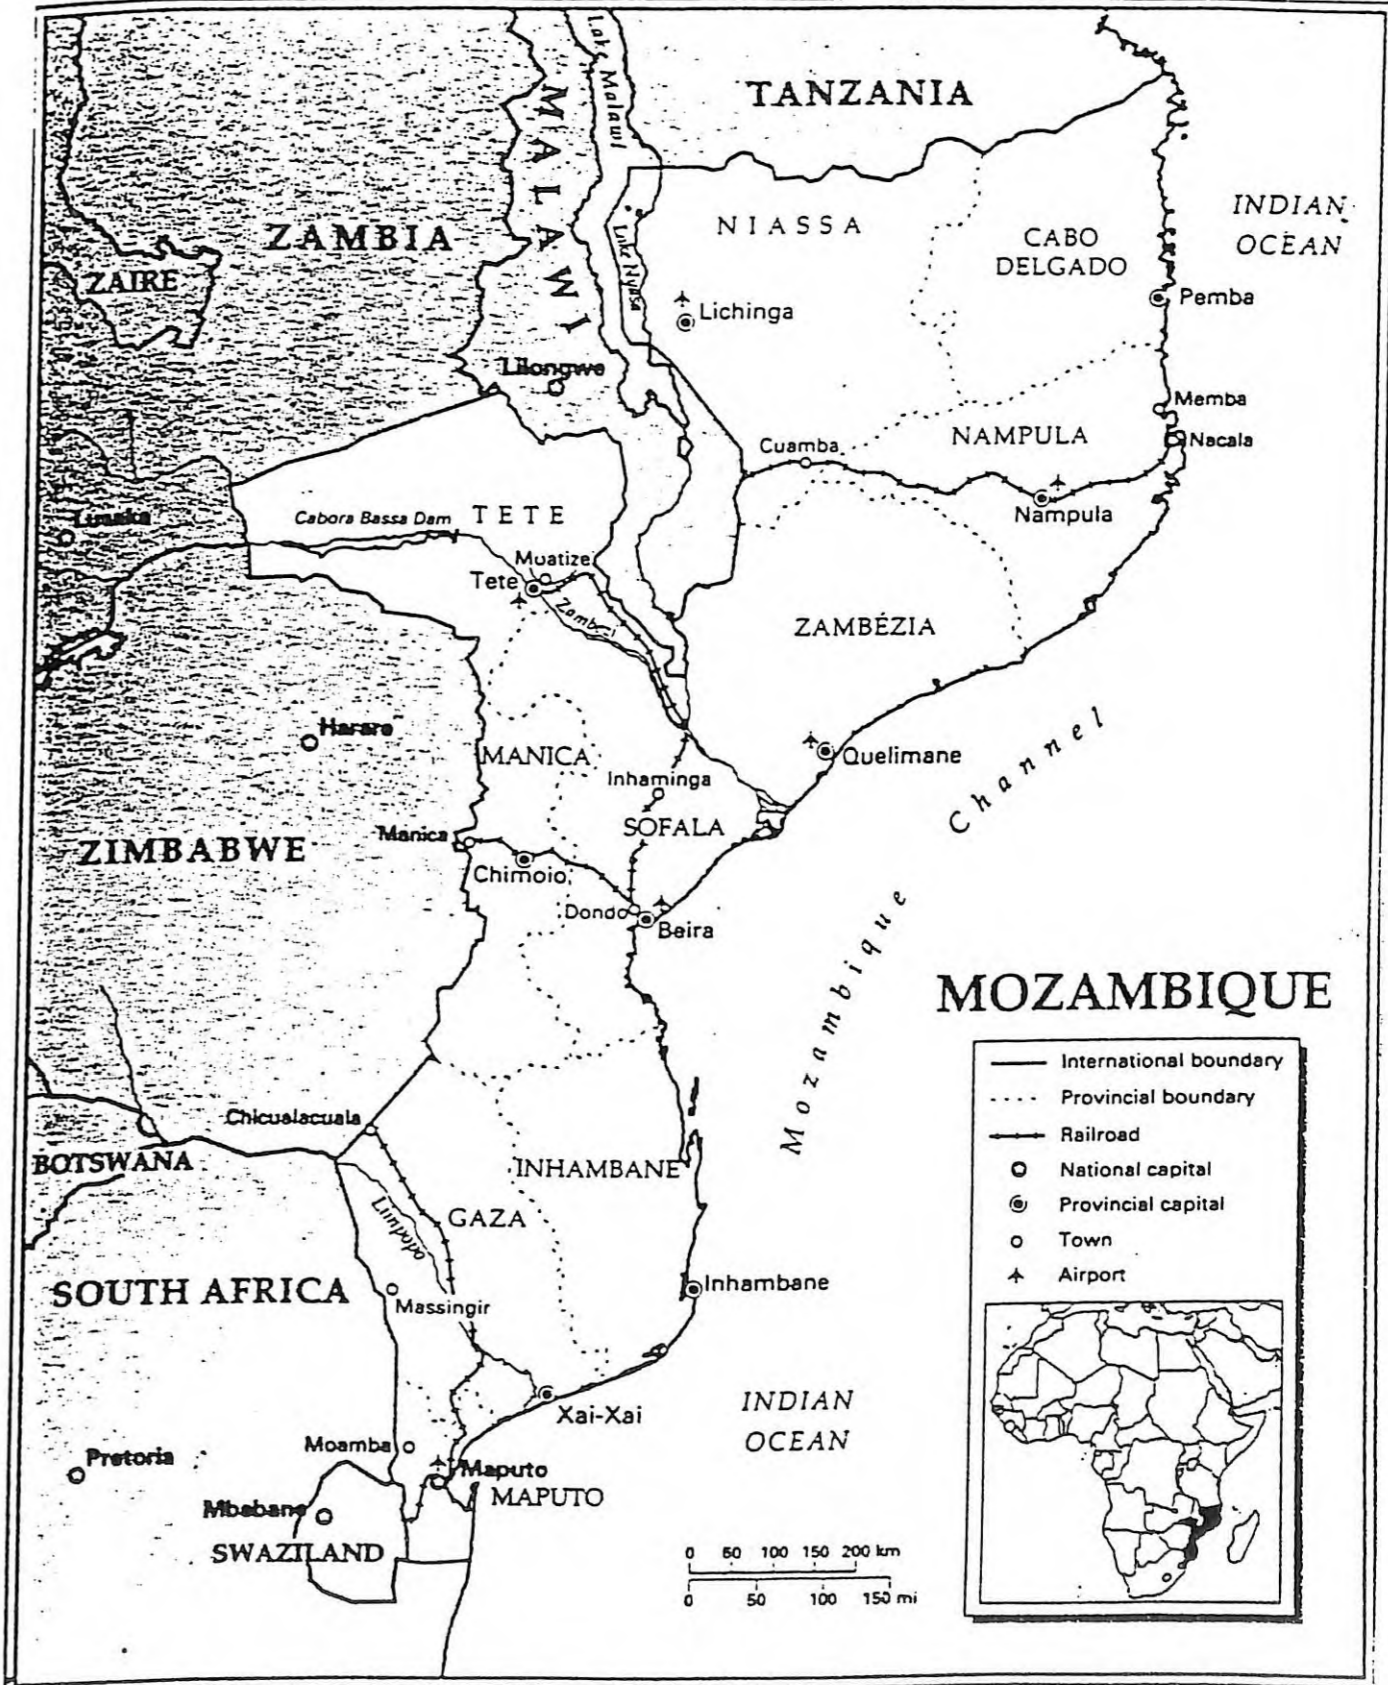 TANZANIA
Lake Malawi
MALAWI
ZAMBIA
ZAIRE
NIASSA
CABO
DELGADO
INDIAN
OCEAN
Lake Nyasa
Lichinga
Pemba
Lilongwe
Memba
Nacala
NAMPULA
Cuamba
Nampula
Lusaka
Cabora Bassa Dam
TETE
Muatize
Tete
ZAMBÉZIA
Harare
MANICA
Quelimane
Inhaminga
SOFALA
ZIMBABWE
Manica
Chimoio
Dondo
Beira
Mozambique Channel
MOZAMBIQUE
International boundary
Provincial boundary
Railroad
National capital
Provincial capital
Town
Airport
Chicualacuala
BOTSWANA
INHAMBANE
GAZA
SOUTH AFRICA
Massingir
Inhambane
Xai-Xai
INDIAN
OCEAN
Pretoria
Moamba
Maputo
MAPUTO
Mbabane
SWAZILAND
0 50 100 150 200 km
0 50 100 150 mi